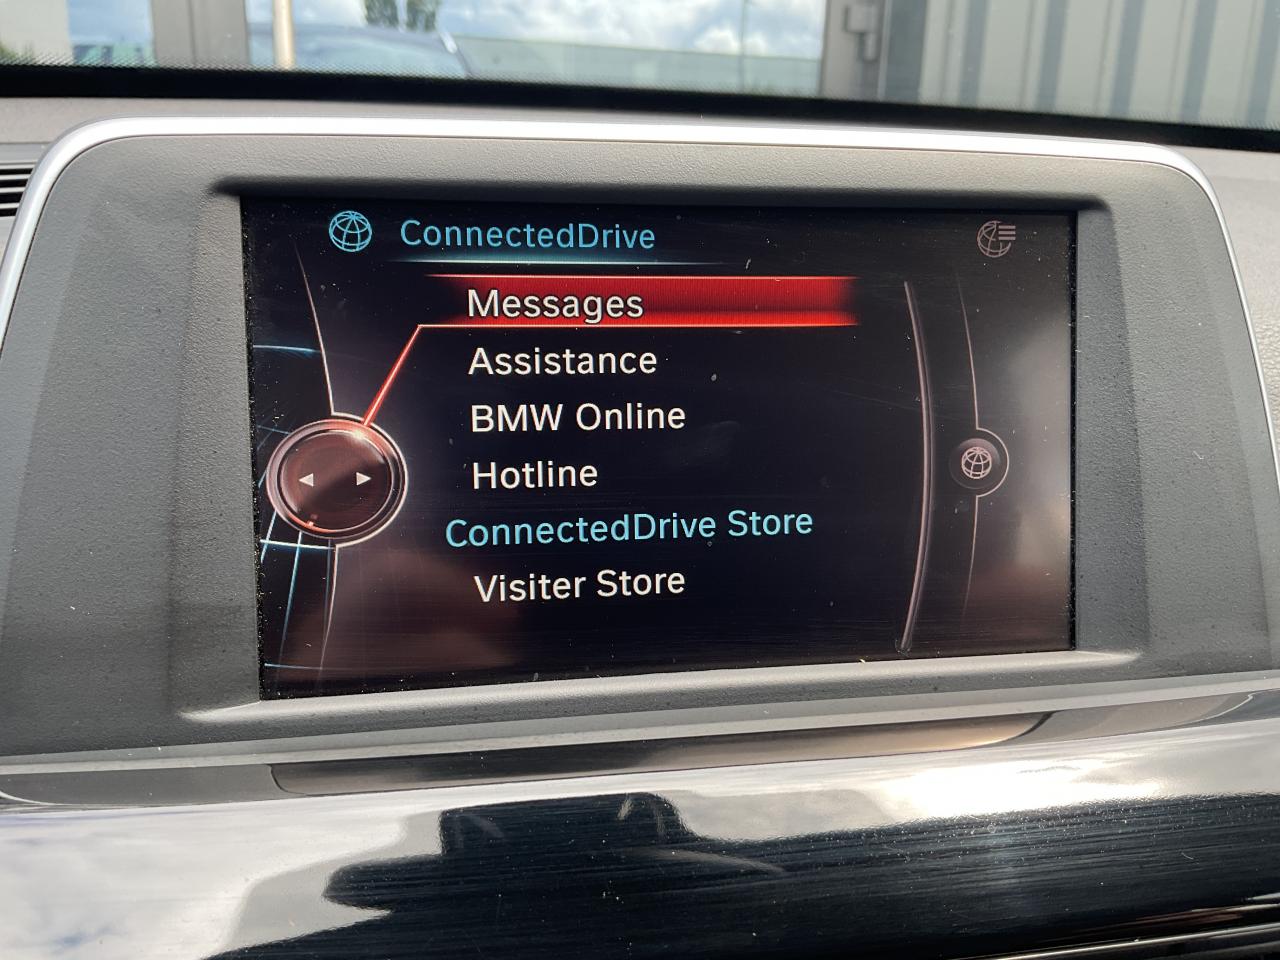 ConnectedDrive
Messages
Assistance
BMW Online
Hotline
ConnectedDrive Store
Visiter Store